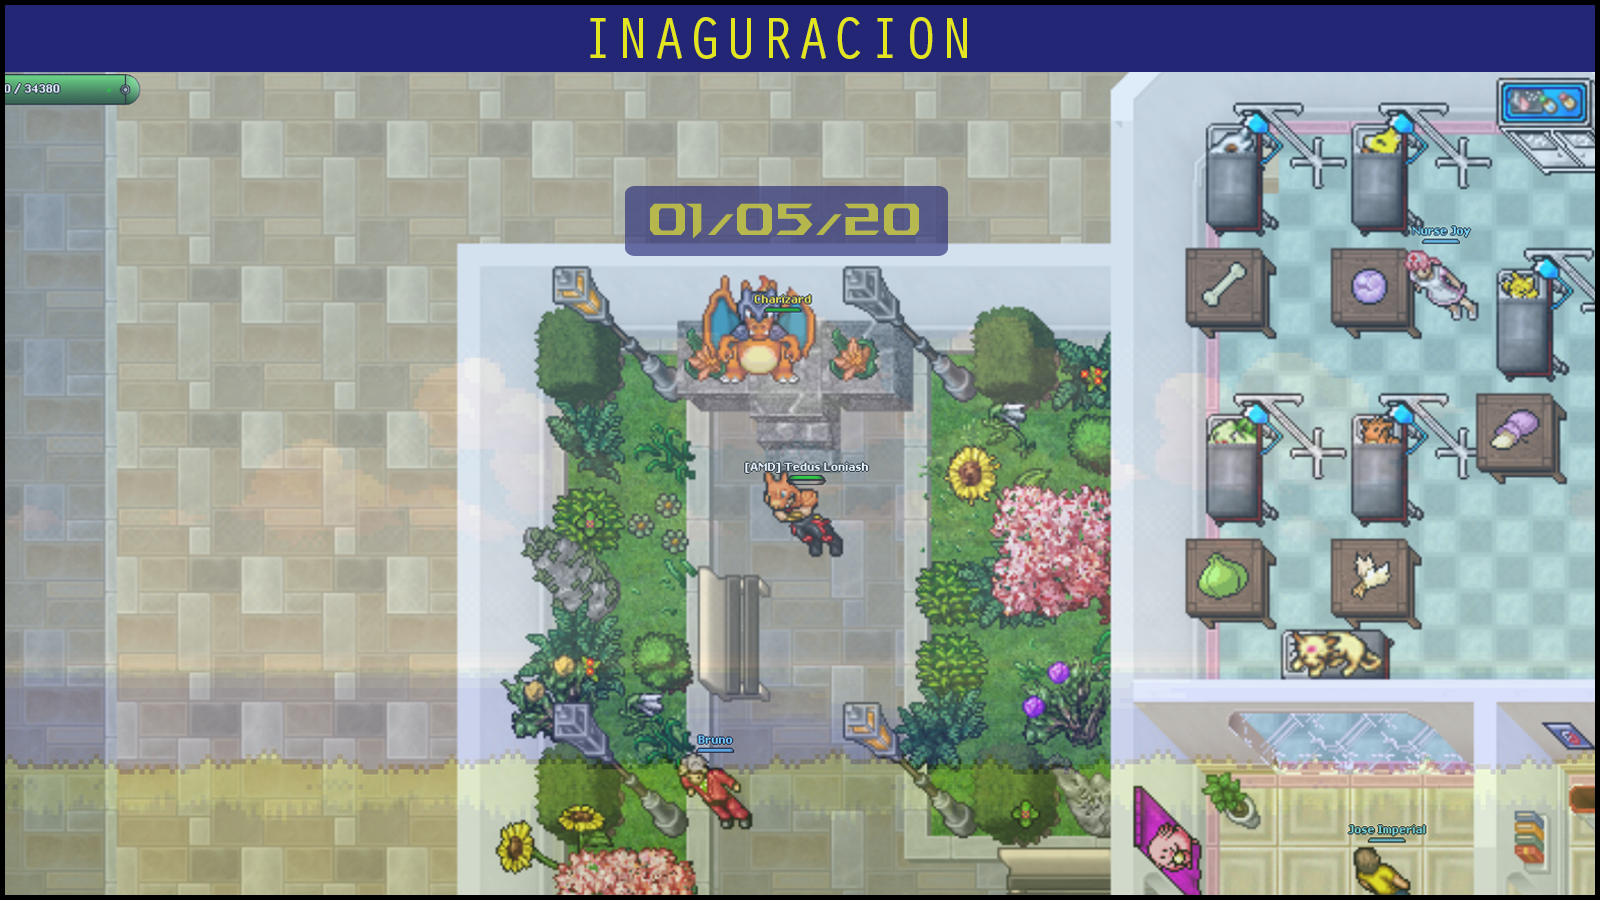 INAGURACION
0 / 34380
01/05/20
Nurse Joy
Charizard
[AMD] Tedus Loniash
Bruno
Jose Imperial